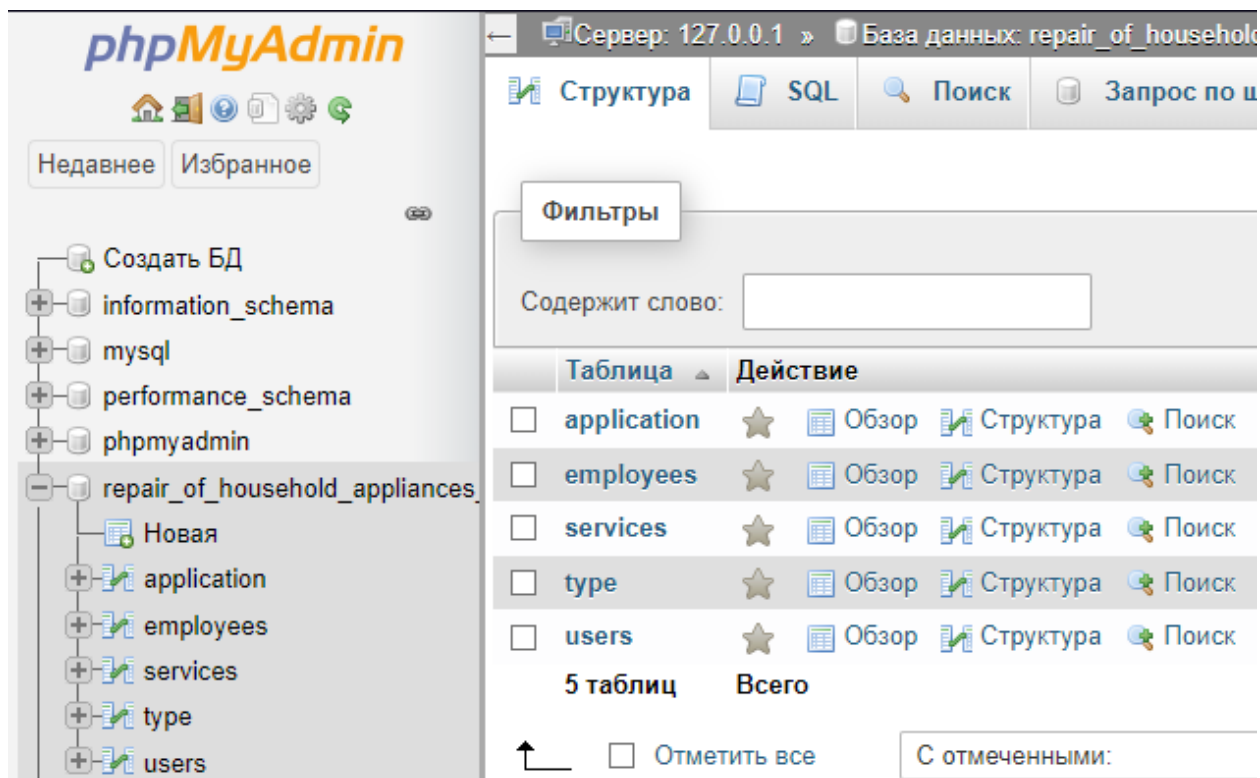 phpMyAdmin
Недавнее Избранное
Создать БД
information_schema
mysql
performance_schema
phpmyadmin
repair_of_household_appliances_
Новая
application
employees
services
type
users
← Сервер: 127.0.0.1 » База данных: repair_of_household
Структура SQL Поиск Запрос по ш
Фильтры
Содержит слово:
Таблица Действие
application Обзор Структура Поиск
employees Обзор Структура Поиск
services Обзор Структура Поиск
type Обзор Структура Поиск
users Обзор Структура Поиск
5 таблиц Всего
Отметить все С отмеченными: